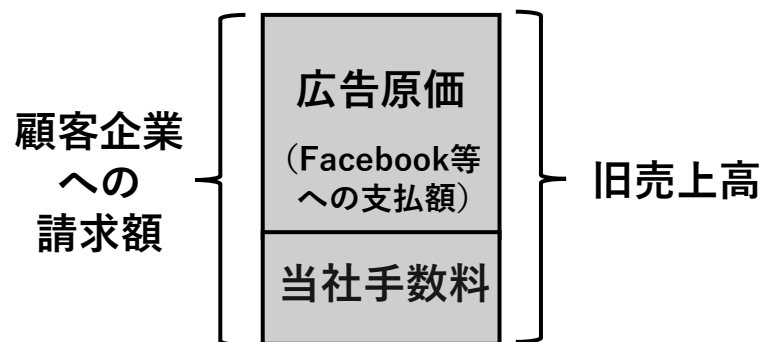 顧客企業
への
請求額
広告原価
（Facebook等
への支払額）
当社手数料
旧売上高